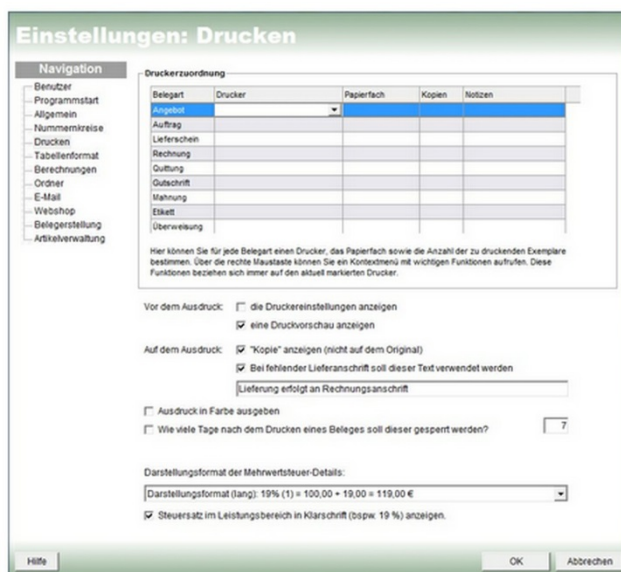 Einstellungen: Drucken
Navigation
Benutzer
Programmstart
Allgemein
Nummernkreise
Drucken
Tabellenformat
Berechnungen
Ordner
E-Mail
Webshop
Belegerstellung
Artikelverwaltung
Druckerzuordnung
Belegart Drucker Papierfach Kopien Notizen
Angebot
Auftrag
Lieferschein
Rechnung
Quittung
Gutschrift
Mahnung
Etikett
Überweisung
Hier können Sie für jede Belegart einen Drucker, das Papierfach sowie die Anzahl der zu druckenden Exemplare
bestimmen. Über die rechte Maustaste können Sie ein Kontextmenü mit wichtigen Funktionen aufrufen. Diese
Funktionen beziehen sich immer auf den aktuell markierten Drucker.
Vor dem Ausdruck: die Druckereinstellungen anzeigen
eine Druckvorschau anzeigen
Auf dem Ausdruck: "Kopie" anzeigen (nicht auf dem Original)
Bei fehlender Lieferanschrift soll dieser Text verwendet werden
Lieferung erfolgt an Rechnungsanschrift
Ausdruck in Farbe ausgeben
Wie viele Tage nach dem Drucken eines Beleges soll dieser gesperrt werden? 7
Darstellungsformat der Mehrwertsteuer-Details:
Darstellungsformat (lang): 19% (1) = 100,00 + 19,00 = 119,00 €
Steuersatz im Leistungsbereich in Klarschrift (bspw. 19 %) anzeigen.
Hilfe OK Abbrechen